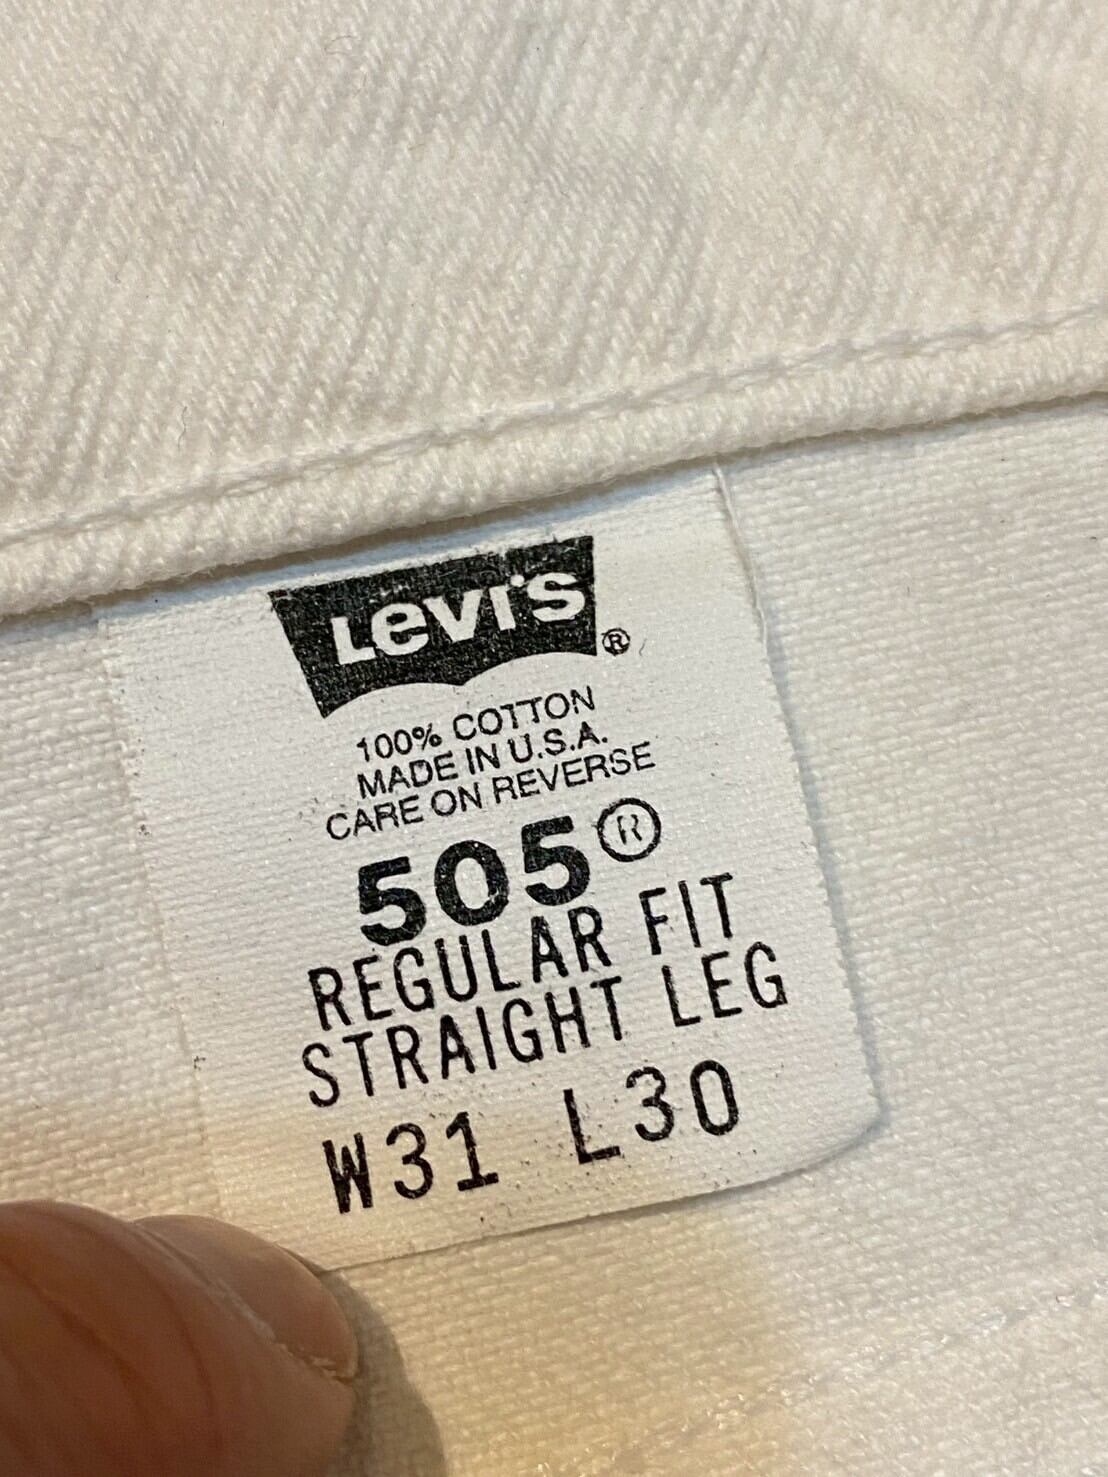 Levi's®
100% COTTON
MADE IN U.S.A.
CARE ON REVERSE
505®
REGULAR FIT
STRAIGHT LEG
W31 L30